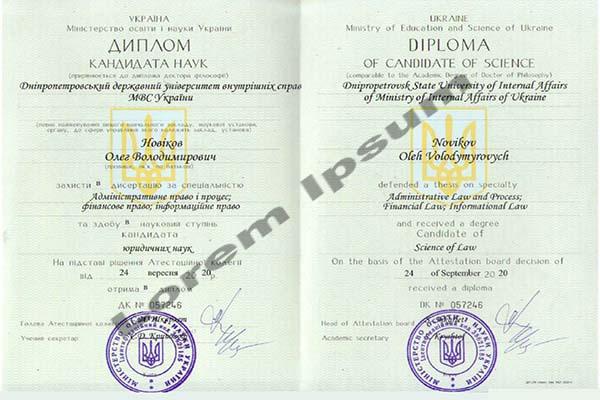 УКРАЇНА
Міністерство освіти і науки України
ДИПЛОМ
КАНДИДАТА НАУК
(прирівнюється до диплома доктора філософії)
Дніпропетровський державний університет внутрішніх справ
МВС України
(повне найменування вищого навчального закладу, наукової установи,
органу, до сфери управління якого належить заклад, установа)
Новіков
Олег Володимирович
захисти в дисертацію за спеціальністю
Адміністративне право і процес;
фінансове право; інформаційне право
та здобу в науковий ступінь
кандидата
юридичних наук
На підставі рішення Атестаційної колегії
від 24 вересня 20 20 р.
отрима в диплом
ДК № 057246
Голова Атестаційної
Учений секретар
UKRAINE
Ministry of Education and Science of Ukraine
DIPLOMA
OF CANDIDATE OF SCIENCE
(comparable to the Academic Degree of Doctor of Philosophy)
Dnipropetrovsk State University of Internal Affairs
of Ministry of Internal Affairs of Ukraine
Novikov
Oleh Volodymyrovych
defended a thesis on specialty
Administrative Law and Process;
Financial Law; Informational Law
and received a degree
Candidate of
Science of Law
On the basis of the Attestation board decision of
24 of September 20 20
received a diploma
DK № 057246
Head of Attestation board
Academic secretary
МІНІСТЕРСТВО ОСВІТИ І НАУКИ УКРАЇНИ
МІНІСТЕРСТВО ОСВІТИ І НАУКИ УКРАЇНИ
Lorem Ipsum